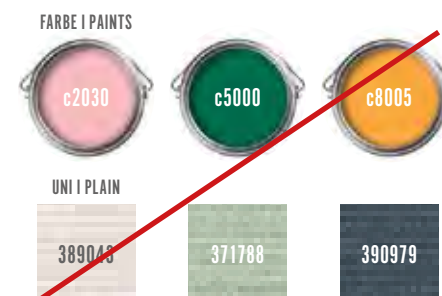 FARBE I PAINTS
c2030 c5000 c8005
UNI I PLAIN
389043 371788 390979